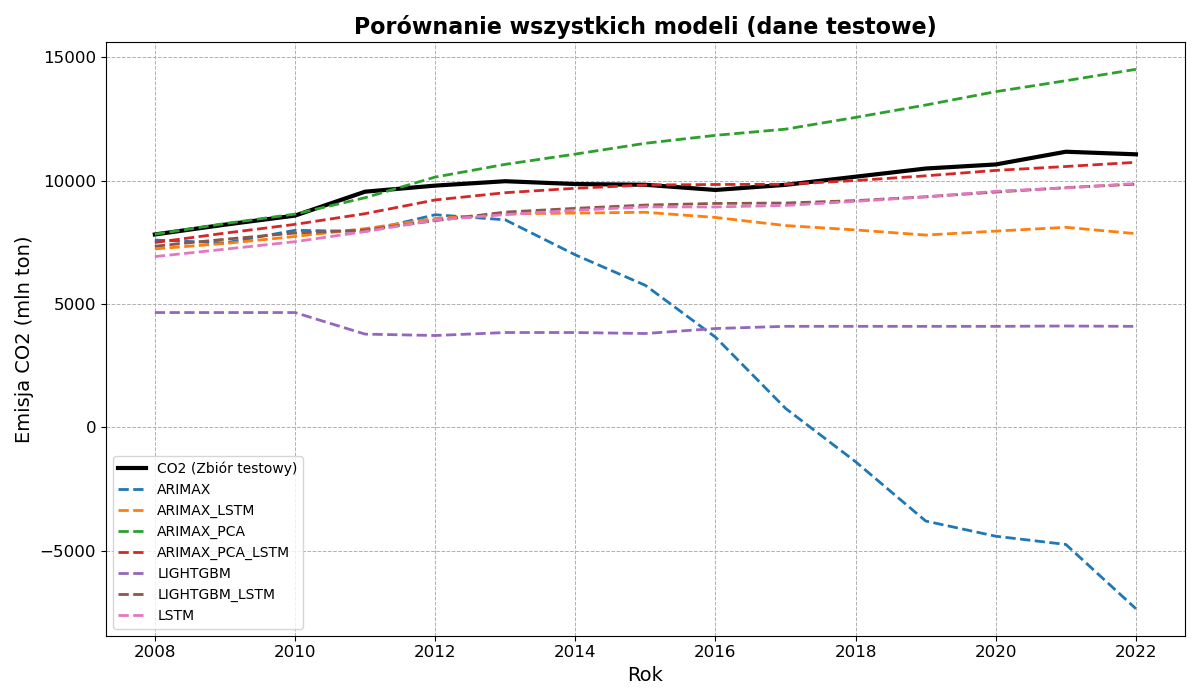 Porównanie wszystkich modeli (dane testowe)
Emisja CO2 (mln ton)
15000
10000
5000
0
−5000
CO2 (Zbiór testowy)
ARIMAX
ARIMAX_LSTM
ARIMAX_PCA
ARIMAX_PCA_LSTM
LIGHTGBM
LIGHTGBM_LSTM
LSTM
2008 2010 2012 2014 2016 2018 2020 2022
Rok